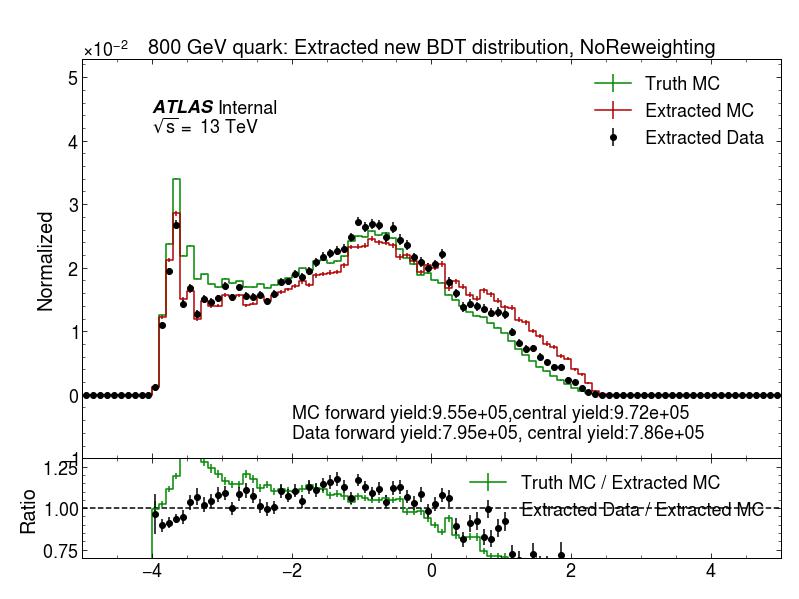 ×10⁻² 800 GeV quark: Extracted new BDT distribution, NoReweighting
ATLAS Internal
√s = 13 TeV
Truth MC
Extracted MC
Extracted Data
Normalized
5
4
3
2
1
0
MC forward yield:9.55e+05,central yield:9.72e+05
Data forward yield:7.95e+05, central yield:7.86e+05
Truth MC / Extracted MC
Extracted Data / Extracted MC
Ratio
1.25
1.00
0.75
−4 −2 0 2 4